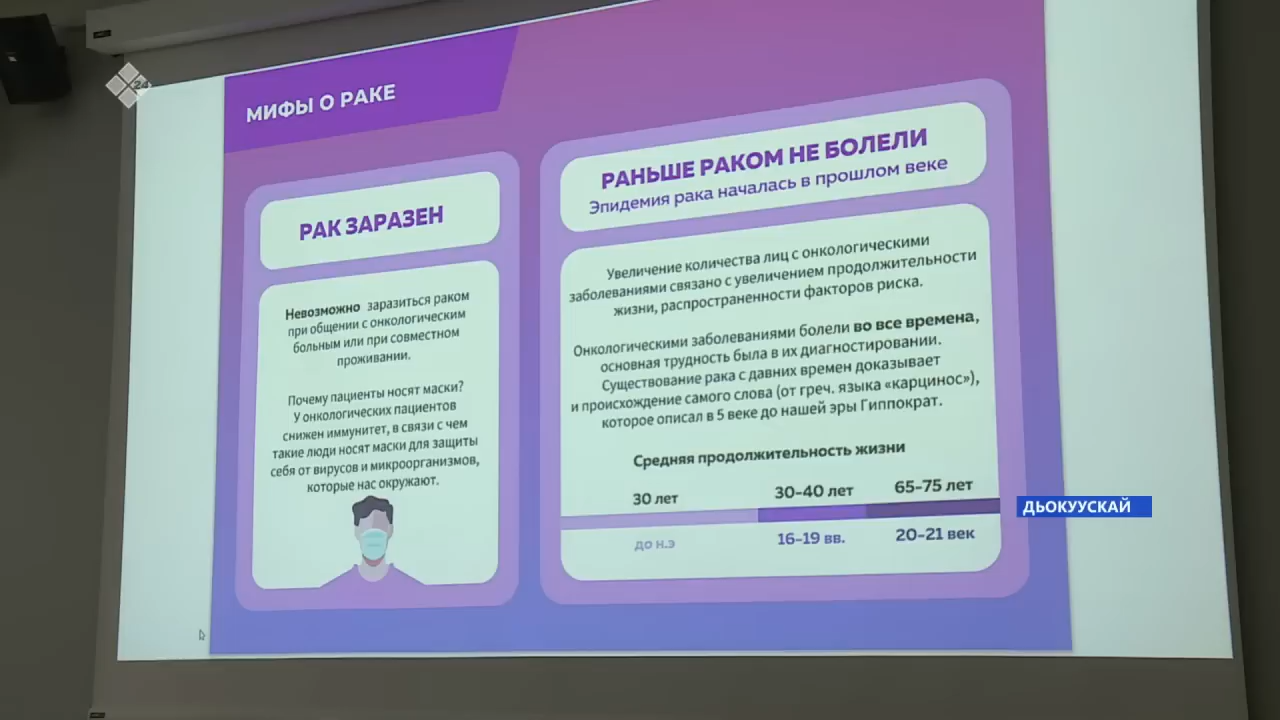 24
МИФЫ О РАКЕ
РАК ЗАРАЗЕН
Невозможно заразиться раком
при общении с онкологическим
больным или при совместном
проживании.
Почему пациенты носят маски?
У онкологических пациентов
снижен иммунитет, в связи с чем
такие люди носят маски для защиты
себя от вирусов и микроорганизмов,
которые нас окружают.
РАНЬШЕ РАКОМ НЕ БОЛЕЛИ
Эпидемия рака началась в прошлом веке
Увеличение количества лиц с онкологическими
заболеваниями связано с увеличением продолжительности
жизни, распространенности факторов риска.
Онкологическими заболеваниями болели во все времена,
основная трудность была в их диагностировании.
Существование рака с давних времен доказывает
и происхождение самого слова (от греч. языка «карцинос»),
которое описал в 5 веке до нашей эры Гиппократ.
Средняя продолжительность жизни
30 лет 30-40 лет 65-75 лет
до н.э 16-19 вв. 20-21 век
ДЬОКУУСКАЙ